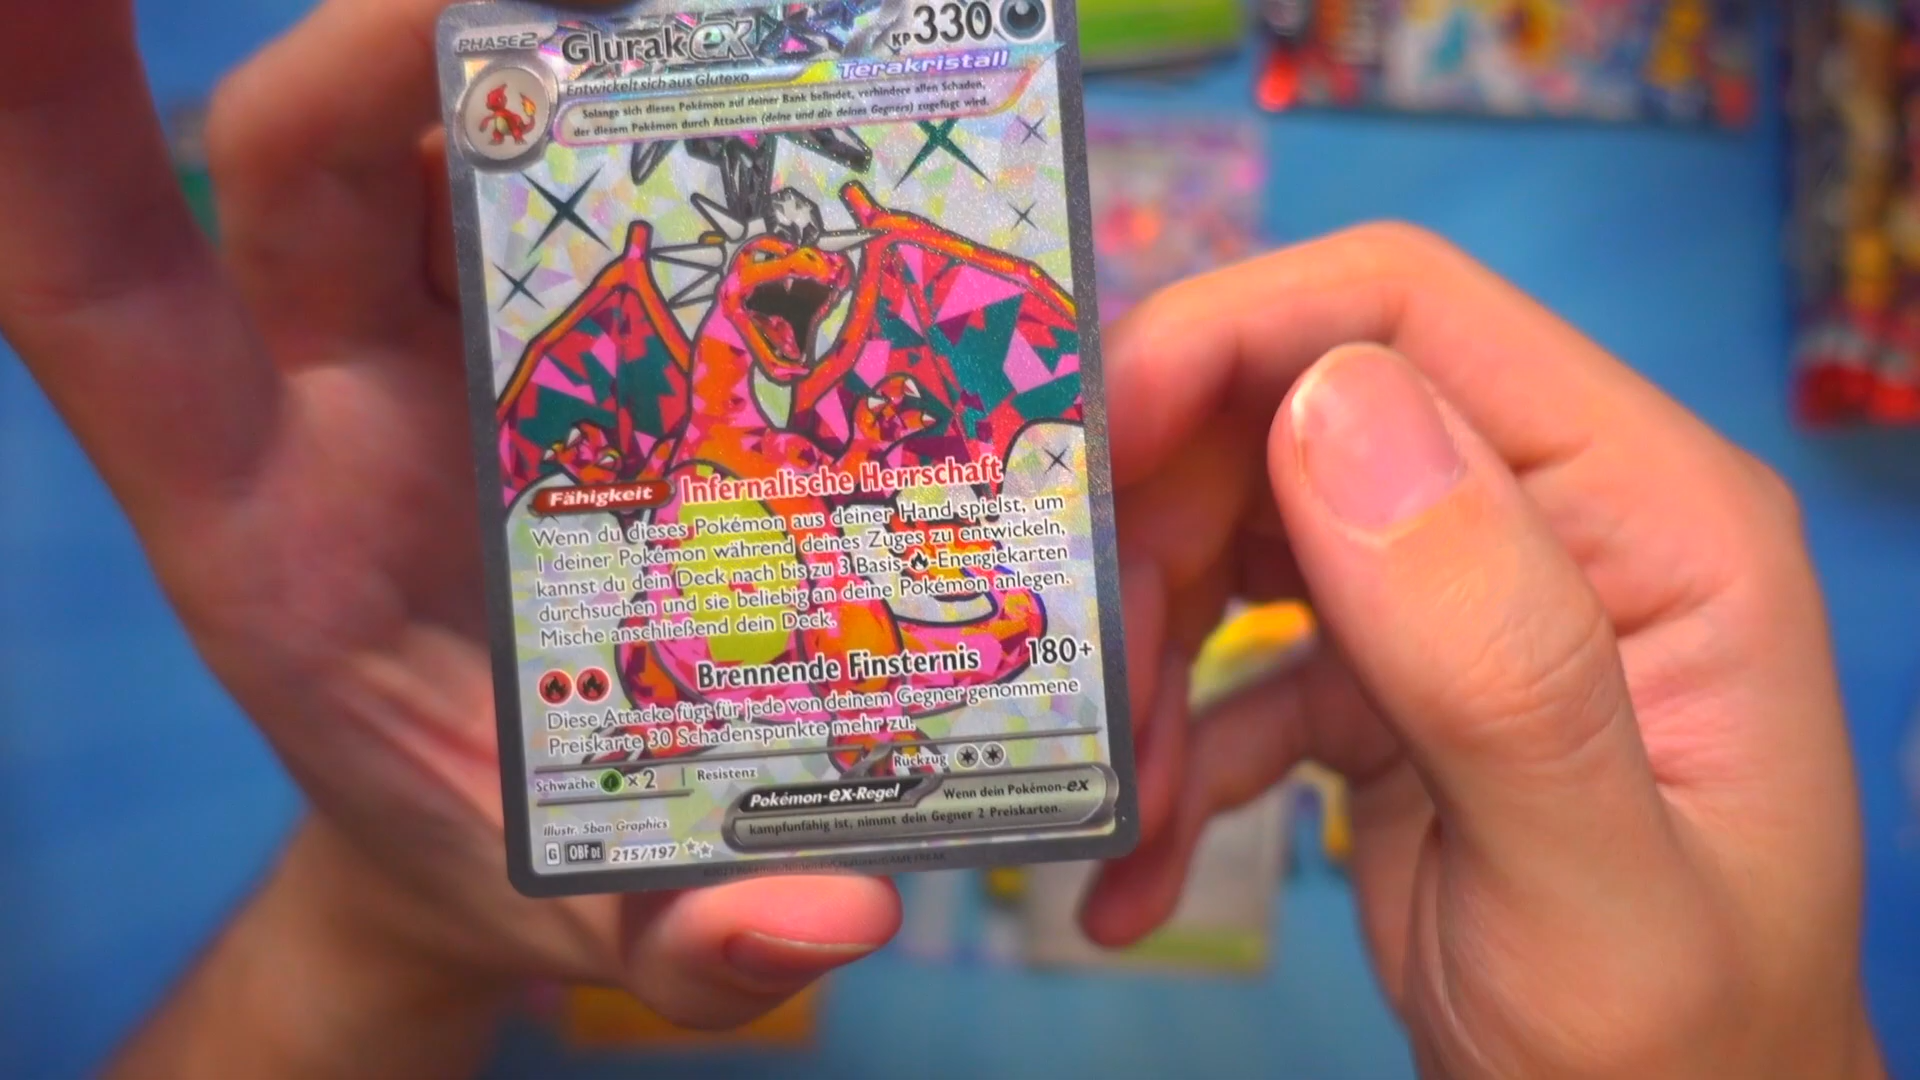 PHASE 2 Glurak ex KP 330
Terakristall
Entwickelt sich aus Glutexo
Solange sich dieses Pokémon auf deiner Bank befindet, verhindere allen Schaden,
der diesem Pokémon durch Attacken (deine und die deines Gegners) zugefügt wird.
Fähigkeit Infernalische Herrschaft
Wenn du dieses Pokémon aus deiner Hand spielst, um
1 deiner Pokémon während deines Zuges zu entwickeln,
kannst du dein Deck nach bis zu 3 Basis-Energiekarten
durchsuchen und sie beliebig an deine Pokémon anlegen.
Mische anschließend dein Deck.
Brennende Finsternis 180+
Diese Attacke fügt für jede von deinem Gegner genommene
Preiskarte 30 Schadenspunkte mehr zu.
Schwäche ×2 Resistenz Rückzug
Pokémon-ex-Regel Wenn dein Pokémon-ex
kampfunfähig ist, nimmt dein Gegner 2 Preiskarten.
Illustr. 5ban Graphics
G OBF DE 215/197